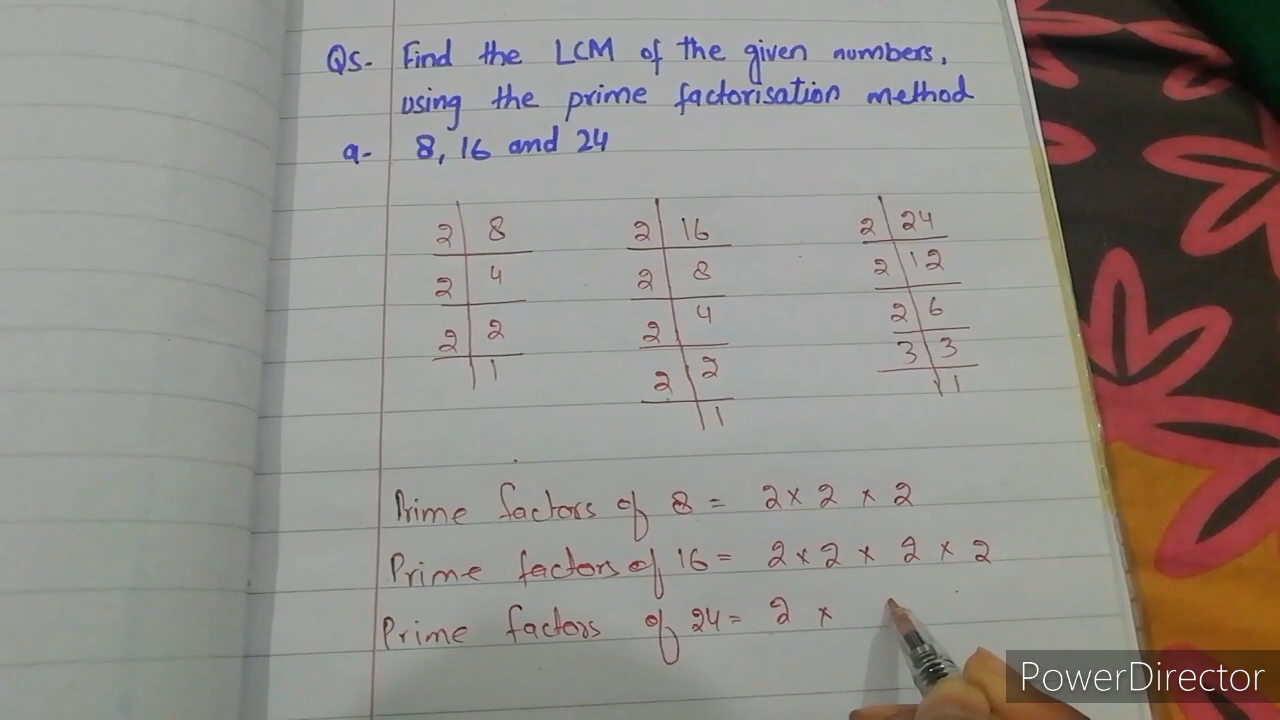 Q5. Find the LCM of the given numbers,
using the prime factorisation method
a- 8, 16 and 24
2 8
2 4
2 2
1
2 16
2 8
2 4
2 2
1
2 24
2 12
2 6
3 3
1
Prime factors of 8 = 2 × 2 × 2
Prime factors of 16 = 2 × 2 × 2 × 2
Prime factors of 24 = 2 ×
PowerDirector